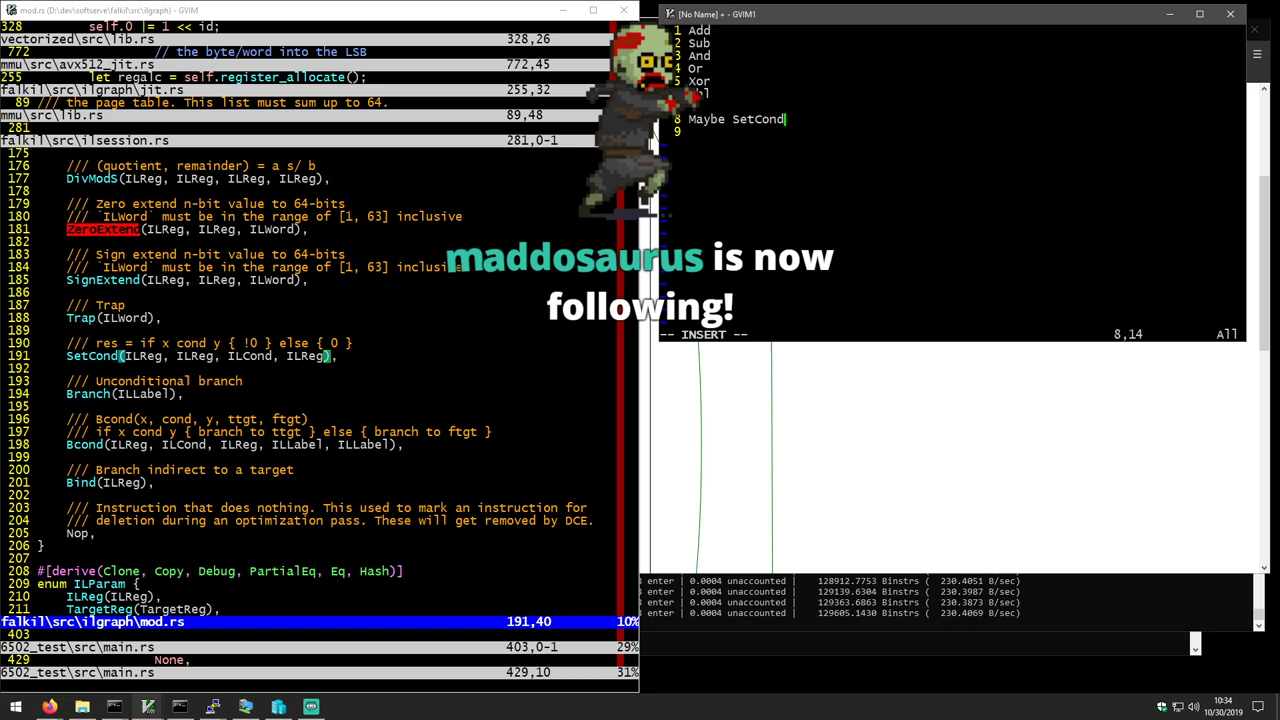 mod.rs (D:\dev\softserve\falkil\src\ilgraph) - GVIM
328 self.0 |= 1 << id;
vectorized\src\lib.rs 328,26
772 // the byte/word into the LSB
mmu\src\avx512_jit.rs 772,45
255 let regalc = self.register_allocate();
falkil\src\ilgraph\jit.rs 255,32
89 /// the page table. This list must sum up to 64.
mmu\src\lib.rs 89,48
281
falkil\src\ilsession.rs 281,0-1
175
176 /// (quotient, remainder) = a s/ b
177 DivModS(ILReg, ILReg, ILReg, ILReg),
178
179 /// Zero extend n-bit value to 64-bits
180 /// `ILWord` must be in the range of [1, 63] inclusive
181 ZeroExtend(ILReg, ILReg, ILWord),
182
183 /// Sign extend n-bit value to 64-bits
184 /// `ILWord` must be in the range of [1, 63] inclusive
185 SignExtend(ILReg, ILReg, ILWord),
186
187 /// Trap
188 Trap(ILWord),
189
190 /// res = if x cond y { !0 } else { 0 }
191 SetCond(ILReg, ILReg, ILCond, ILReg),
192
193 /// Unconditional branch
194 Branch(ILLabel),
195
196 /// Bcond(x, cond, y, ttgt, ftgt)
197 /// if x cond y { branch to ttgt } else { branch to ftgt }
198 Bcond(ILReg, ILCond, ILReg, ILLabel, ILLabel),
199
200 /// Branch indirect to a target
201 Bind(ILReg),
202
203 /// Instruction that does nothing. This used to mark an instruction for
204 /// deletion during an optimization pass. These will get removed by DCE.
205 Nop,
206 }
207
208 #[derive(Clone, Copy, Debug, PartialEq, Eq, Hash)]
209 enum ILParam {
210 ILReg(ILReg),
211 TargetReg(TargetReg),
falkil\src\ilgraph\mod.rs 191,40 10%
403
6502_test\src\main.rs 403,0-1 29%
429 None,
6502_test\src\main.rs 429,10 31%
[No Name] + - GVIM1
1 Add
2 Sub
3 And
4 Or
5 Xor
8 Maybe SetCond
9
-- INSERT -- 8,14 All
maddosaurus is now
following!
enter | 0.0004 unaccounted | 128912.7753 Binstrs ( 230.4051 B/sec)
enter | 0.0004 unaccounted | 129139.6304 Binstrs ( 230.3987 B/sec)
enter | 0.0004 unaccounted | 129363.6863 Binstrs ( 230.3873 B/sec)
enter | 0.0004 unaccounted | 129605.1430 Binstrs ( 230.4069 B/sec)
10:34
10/30/2019